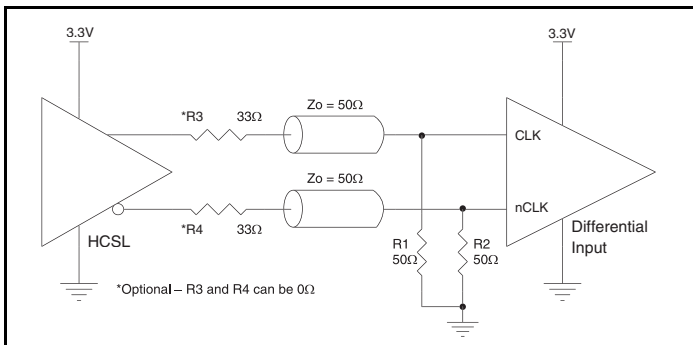 3.3V
3.3V
*R3 33Ω
Zo = 50Ω
CLK
Zo = 50Ω
nCLK
HCSL
*R4 33Ω
R1
50Ω
R2
50Ω
Differential
Input
*Optional – R3 and R4 can be 0Ω